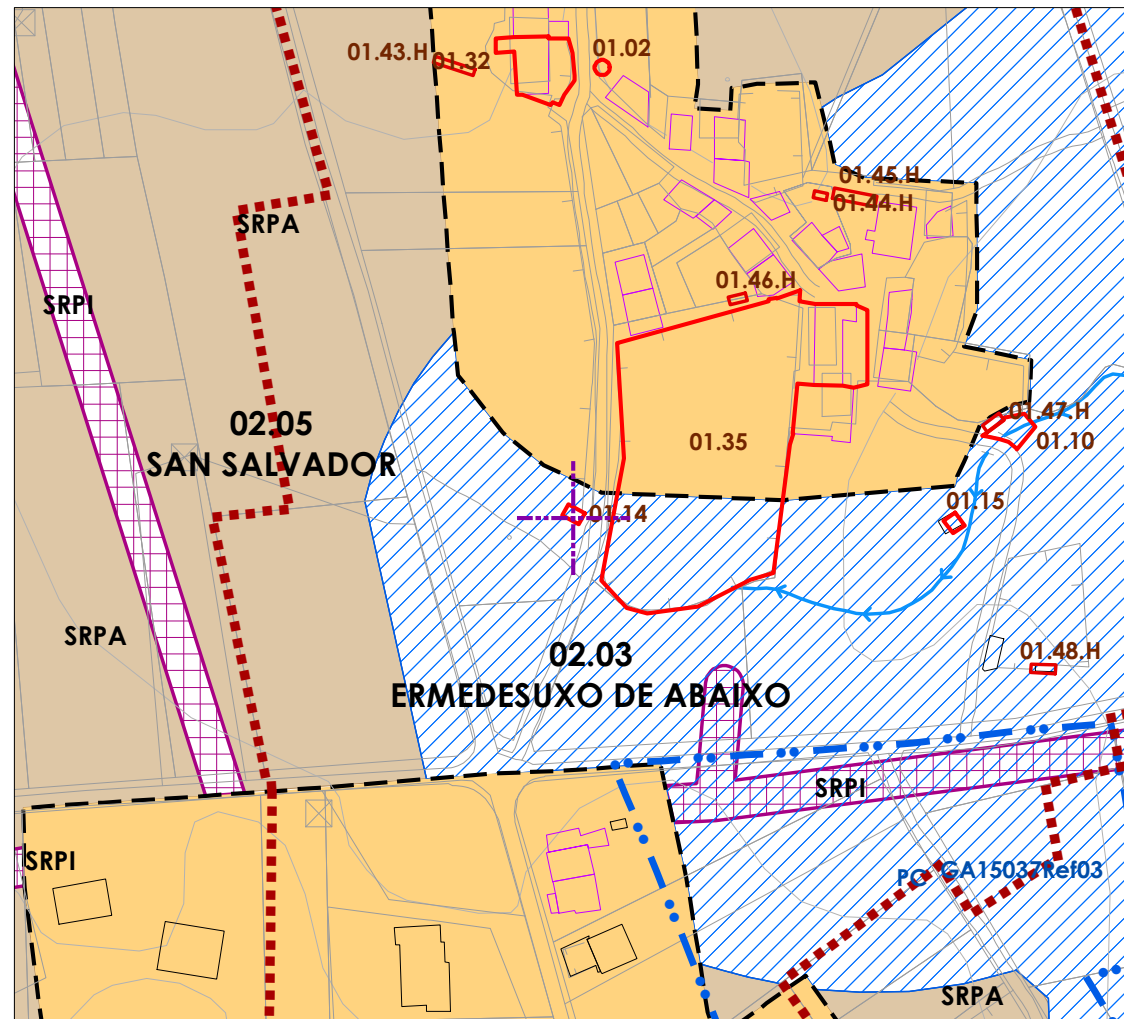 01.43.H
01.32
01.02
01.45.H
01.44.H
SRPA
01.46.H
SRPI
02.05
SAN SALVADOR
01.35
01.47.H
01.10
01.14
01.15
SRPA
02.03
ERMEDESUXO DE ABAIXO
01.48.H
SRPI
SRPI
PC GA15037Ref03
SRPA